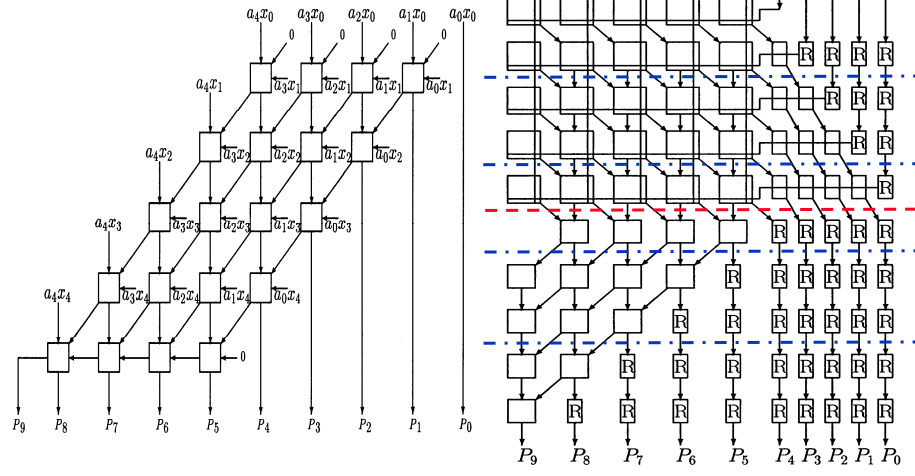 a₄x₀ a₃x₀ a₂x₀ a₁x₀ a₀x₀
0 0 0 0
a₄x₁ a₃x₁ a₂x₁ a₁x₁ a₀x₁
a₄x₂ a₃x₂ a₂x₂ a₁x₂ a₀x₂
a₄x₃ a₃x₃ a₂x₃ a₁x₃ a₀x₃
a₄x₄ a₃x₄ a₂x₄ a₁x₄ a₀x₄
0
P₉ P₈ P₇ P₆ P₅ P₄ P₃ P₂ P₁ P₀
R R R R
R R R
R R
R
R R R R R
R R R R R R
R R R R R R R
R R R R R R R R
R R R R R R R R R
P₉ P₈ P₇ P₆ P₅ P₄ P₃ P₂ P₁ P₀